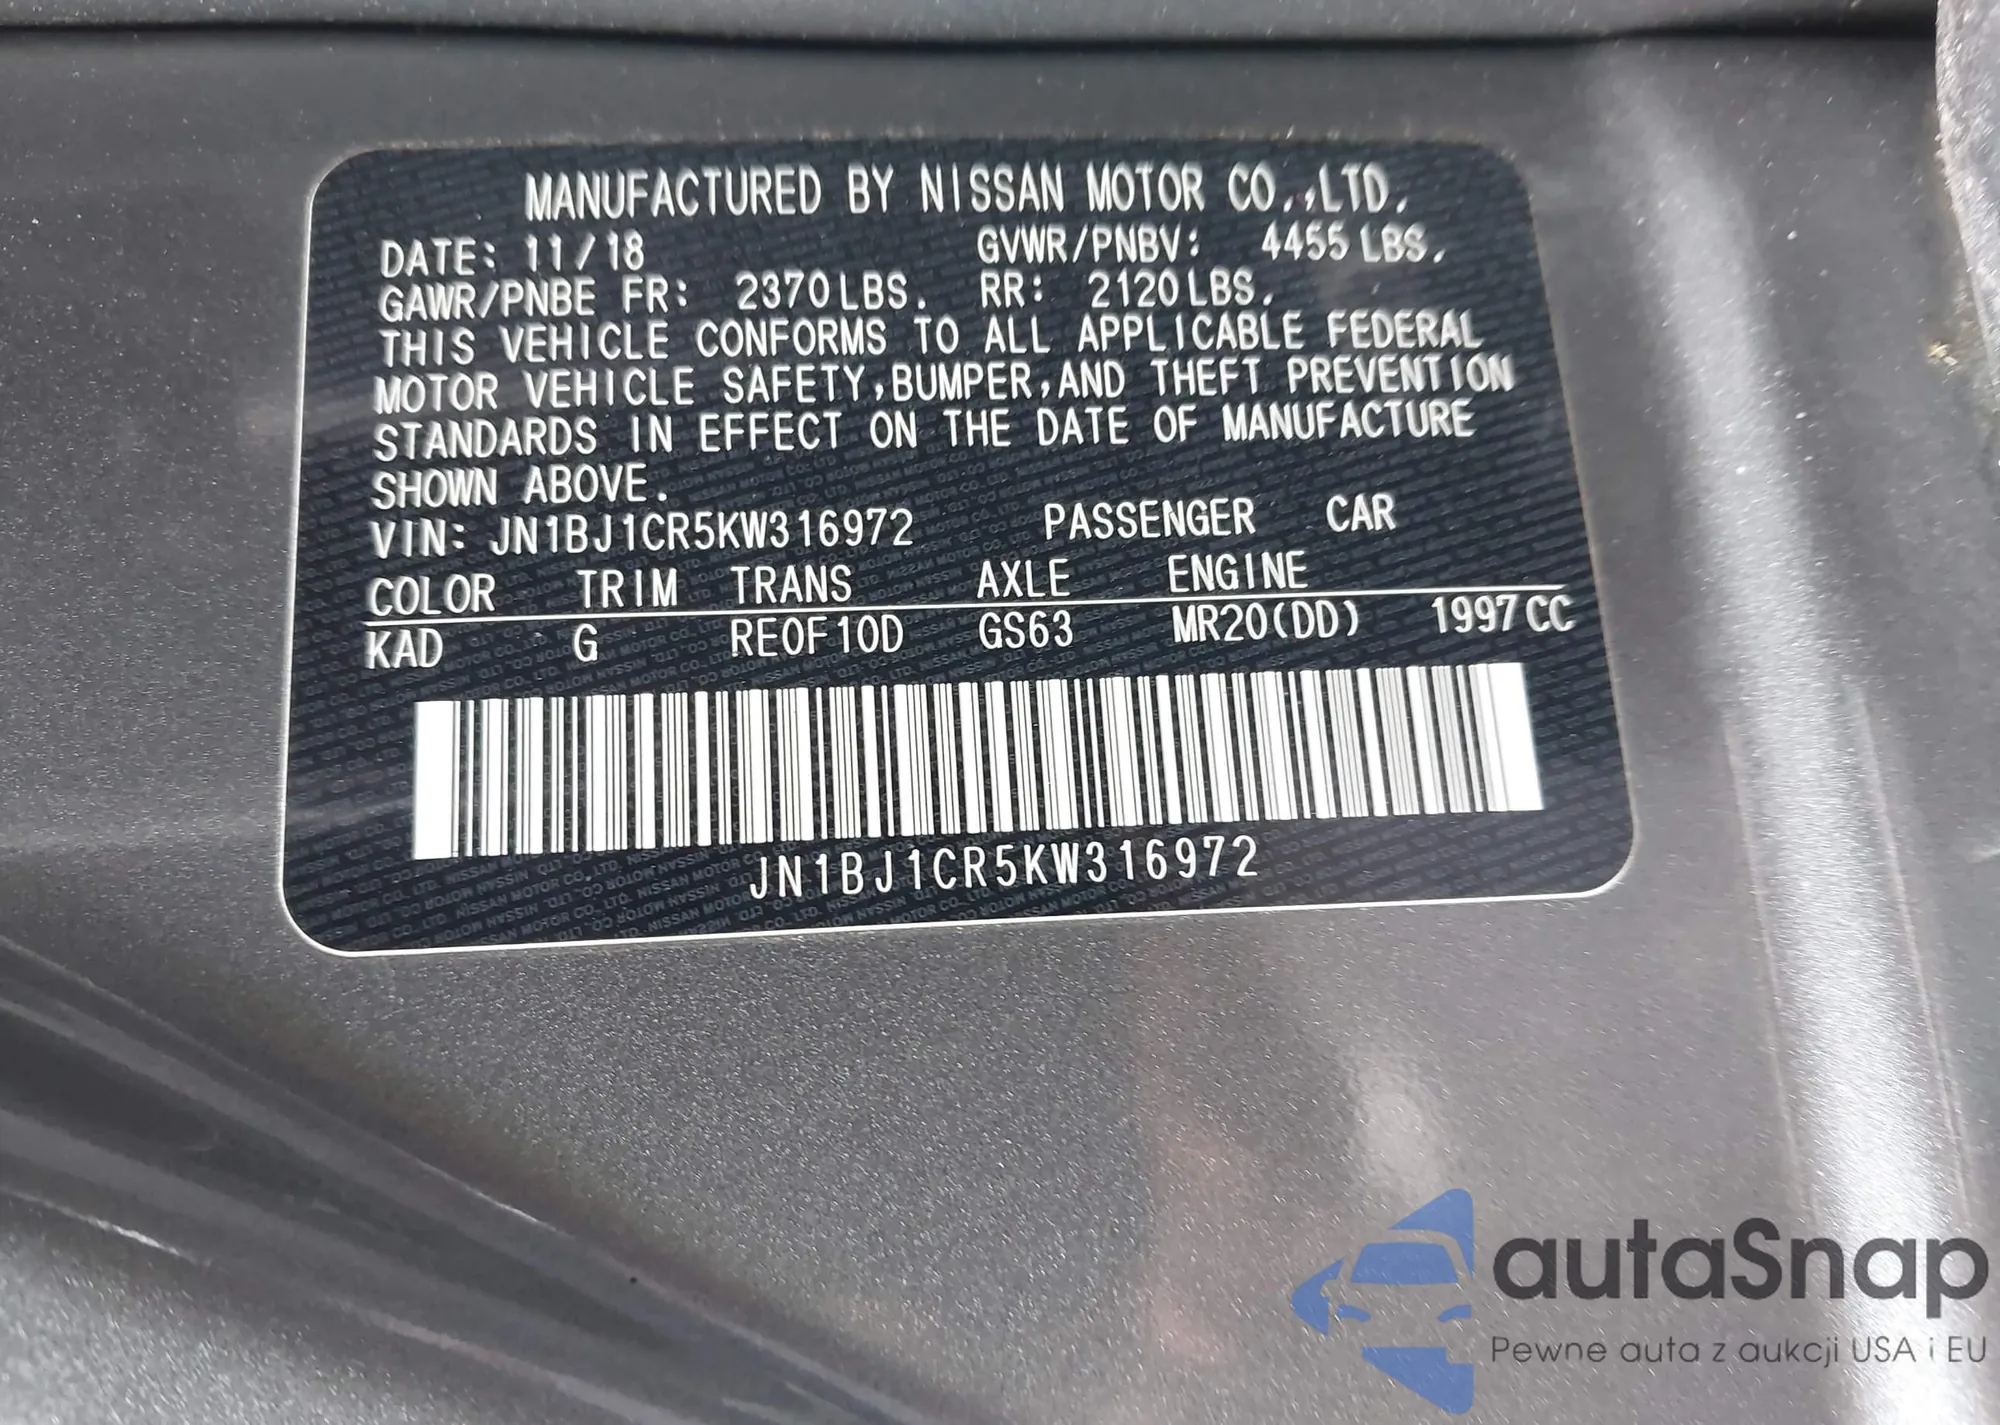 MANUFACTURED BY NISSAN MOTOR CO.,LTD.
DATE: 11/18 GVWR/PNBV: 4455 LBS.
GAWR/PNBE FR: 2370 LBS. RR: 2120 LBS.
THIS VEHICLE CONFORMS TO ALL APPLICABLE FEDERAL
MOTOR VEHICLE SAFETY,BUMPER,AND THEFT PREVENTION
STANDARDS IN EFFECT ON THE DATE OF MANUFACTURE
SHOWN ABOVE.
VIN: JN1BJ1CR5KW316972 PASSENGER CAR
COLOR TRIM TRANS AXLE ENGINE
KAD G RE0F10D GS63 MR20(DD) 1997 CC
JN1BJ1CR5KW316972
autaSnap
Pewne auta z aukcji USA i EU